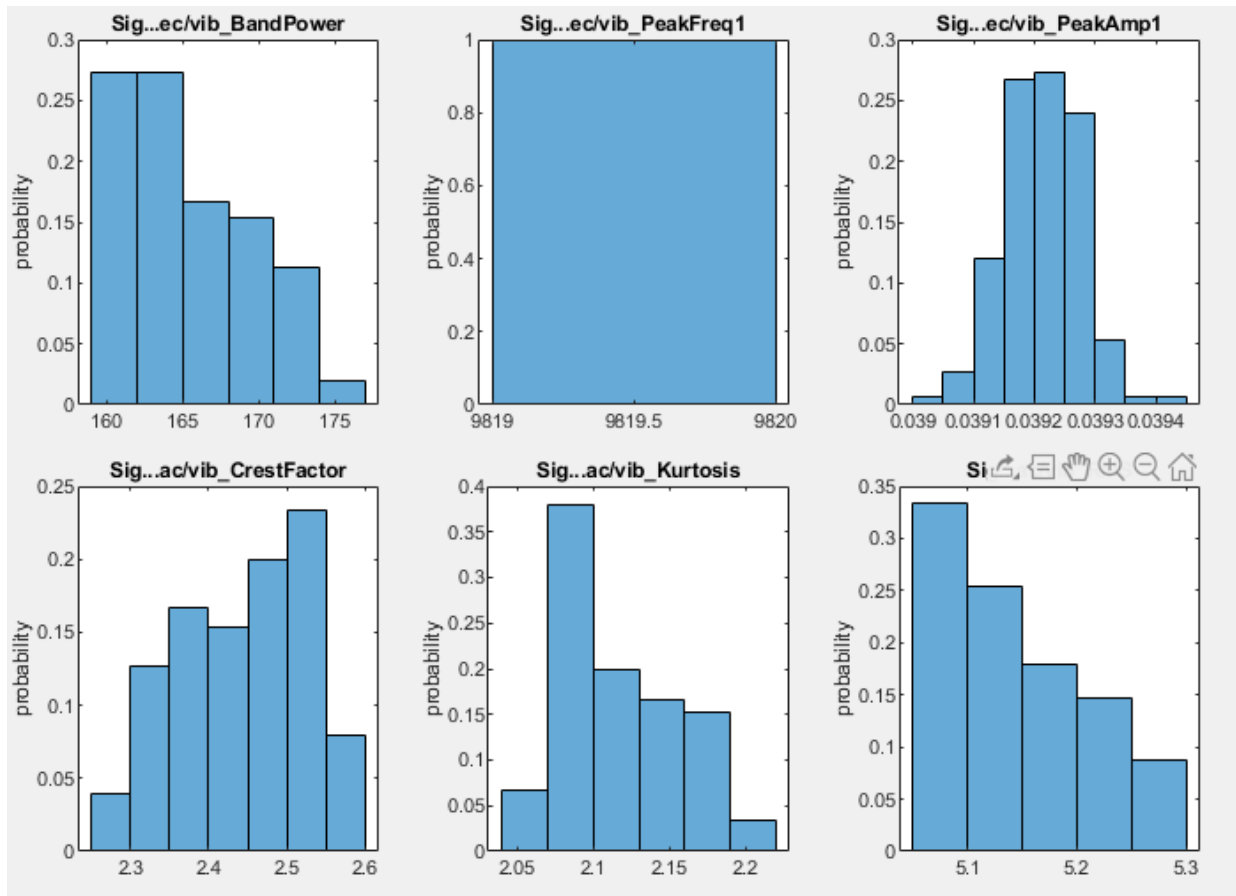 Sig...ec/vib_BandPower
0.3
0.25
0.2
0.15
0.1
0.05
0
probability
160 165 170 175
Sig...ec/vib_PeakFreq1
1
0.8
0.6
0.4
0.2
0
probability
9819 9819.5 9820
Sig...ec/vib_PeakAmp1
0.3
0.25
0.2
0.15
0.1
0.05
0
probability
0.039 0.0391 0.0392 0.0393 0.0394
Sig...ac/vib_CrestFactor
0.25
0.2
0.15
0.1
0.05
0
probability
2.3 2.4 2.5 2.6
Sig...ac/vib_Kurtosis
0.4
0.35
0.3
0.25
0.2
0.15
0.1
0.05
0
probability
2.05 2.1 2.15 2.2
Si
0.35
0.3
0.25
0.2
0.15
0.1
0.05
0
probability
5.1 5.2 5.3